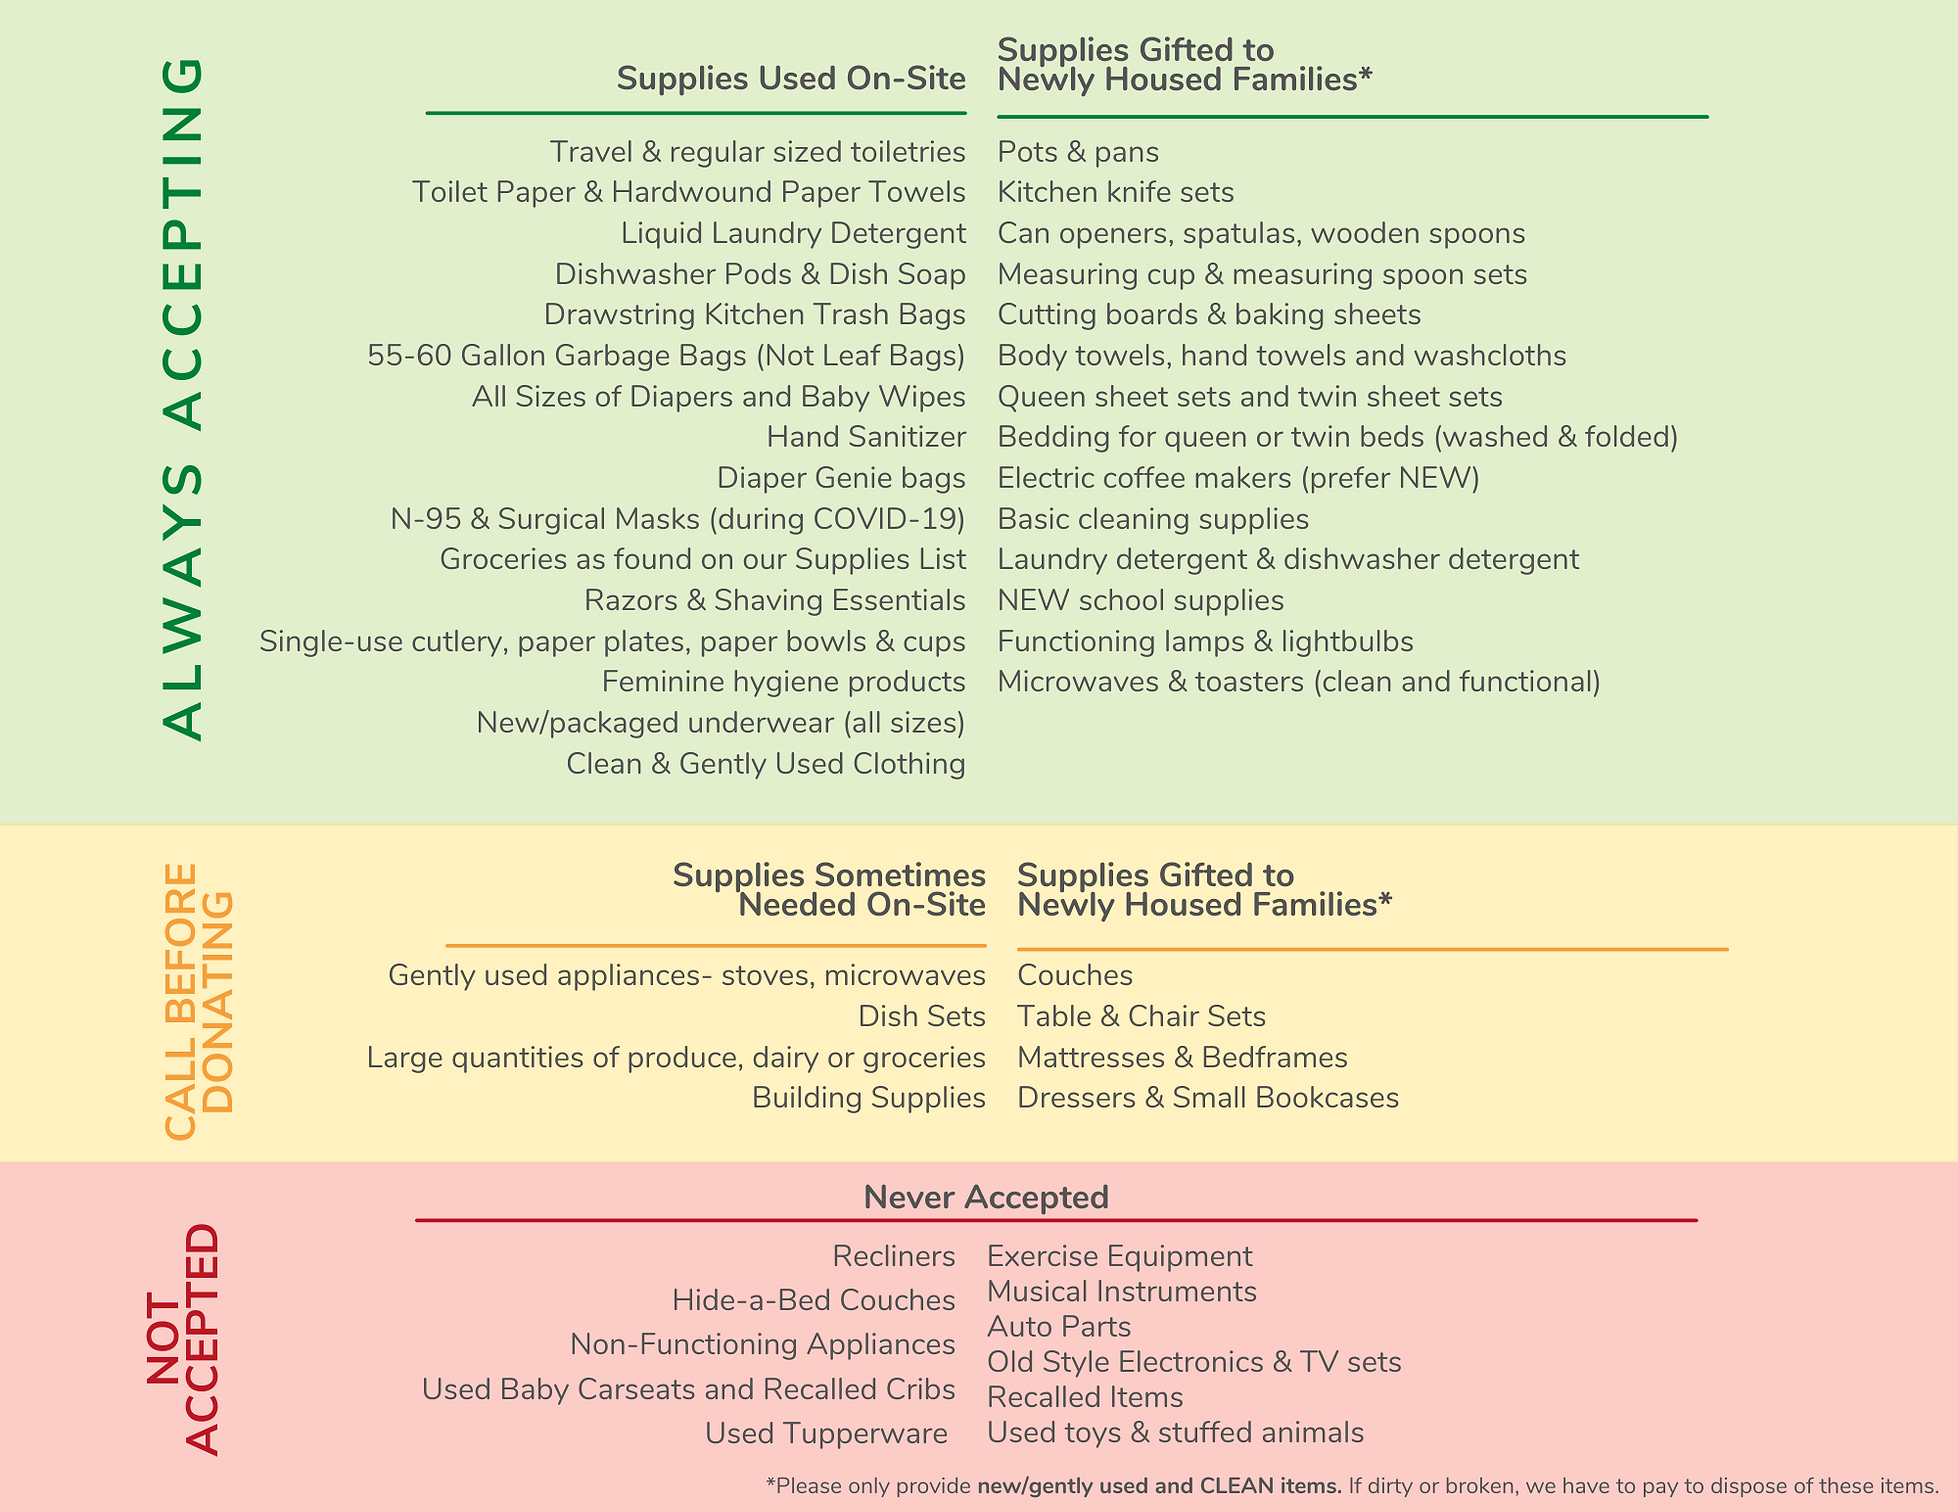 ALWAYS ACCEPTING
Supplies Used On-Site
Travel & regular sized toiletries
Toilet Paper & Hardwound Paper Towels
Liquid Laundry Detergent
Dishwasher Pods & Dish Soap
Drawstring Kitchen Trash Bags
55-60 Gallon Garbage Bags (Not Leaf Bags)
All Sizes of Diapers and Baby Wipes
Hand Sanitizer
Diaper Genie bags
N-95 & Surgical Masks (during COVID-19)
Groceries as found on our Supplies List
Razors & Shaving Essentials
Single-use cutlery, paper plates, paper bowls & cups
Feminine hygiene products
New/packaged underwear (all sizes)
Clean & Gently Used Clothing
Supplies Gifted to
Newly Housed Families*
Pots & pans
Kitchen knife sets
Can openers, spatulas, wooden spoons
Measuring cup & measuring spoon sets
Cutting boards & baking sheets
Body towels, hand towels and washcloths
Queen sheet sets and twin sheet sets
Bedding for queen or twin beds (washed & folded)
Electric coffee makers (prefer NEW)
Basic cleaning supplies
Laundry detergent & dishwasher detergent
NEW school supplies
Functioning lamps & lightbulbs
Microwaves & toasters (clean and functional)
CALL BEFORE
DONATING
Supplies Sometimes
Needed On-Site
Gently used appliances- stoves, microwaves
Dish Sets
Large quantities of produce, dairy or groceries
Building Supplies
Supplies Gifted to
Newly Housed Families*
Couches
Table & Chair Sets
Mattresses & Bedframes
Dressers & Small Bookcases
NOT
ACCEPTED
Never Accepted
Recliners
Hide-a-Bed Couches
Non-Functioning Appliances
Used Baby Carseats and Recalled Cribs
Used Tupperware
Exercise Equipment
Musical Instruments
Auto Parts
Old Style Electronics & TV sets
Recalled Items
Used toys & stuffed animals
*Please only provide new/gently used and CLEAN items. If dirty or broken, we have to pay to dispose of these items.